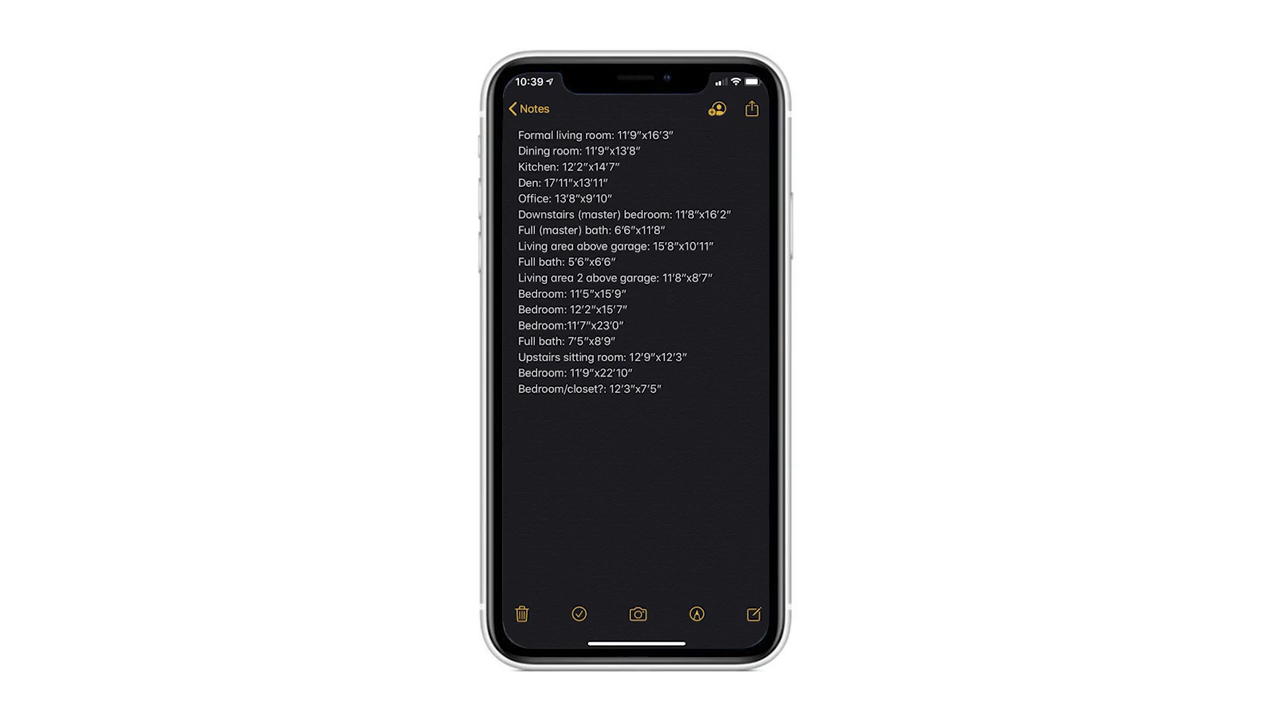 10:39
Notes
Formal living room: 11’9”x16’3”
Dining room: 11’9”x13’8”
Kitchen: 12’2”x14’7”
Den: 17’11”x13’11”
Office: 13’8”x9’10”
Downstairs (master) bedroom: 11’8”x16’2”
Full (master) bath: 6’6”x11’8“
Living area above garage: 15’8”x10’11”
Full bath: 5’6”x6’6”
Living area 2 above garage: 11’8”x8’7”
Bedroom: 11’5”x15’9”
Bedroom: 12’2”x15’7”
Bedroom:11’7”x23’0”
Full bath: 7’5”x8’9”
Upstairs sitting room: 12’9”x12’3”
Bedroom: 11’9”x22’10”
Bedroom/closet?: 12’3”x7’5”